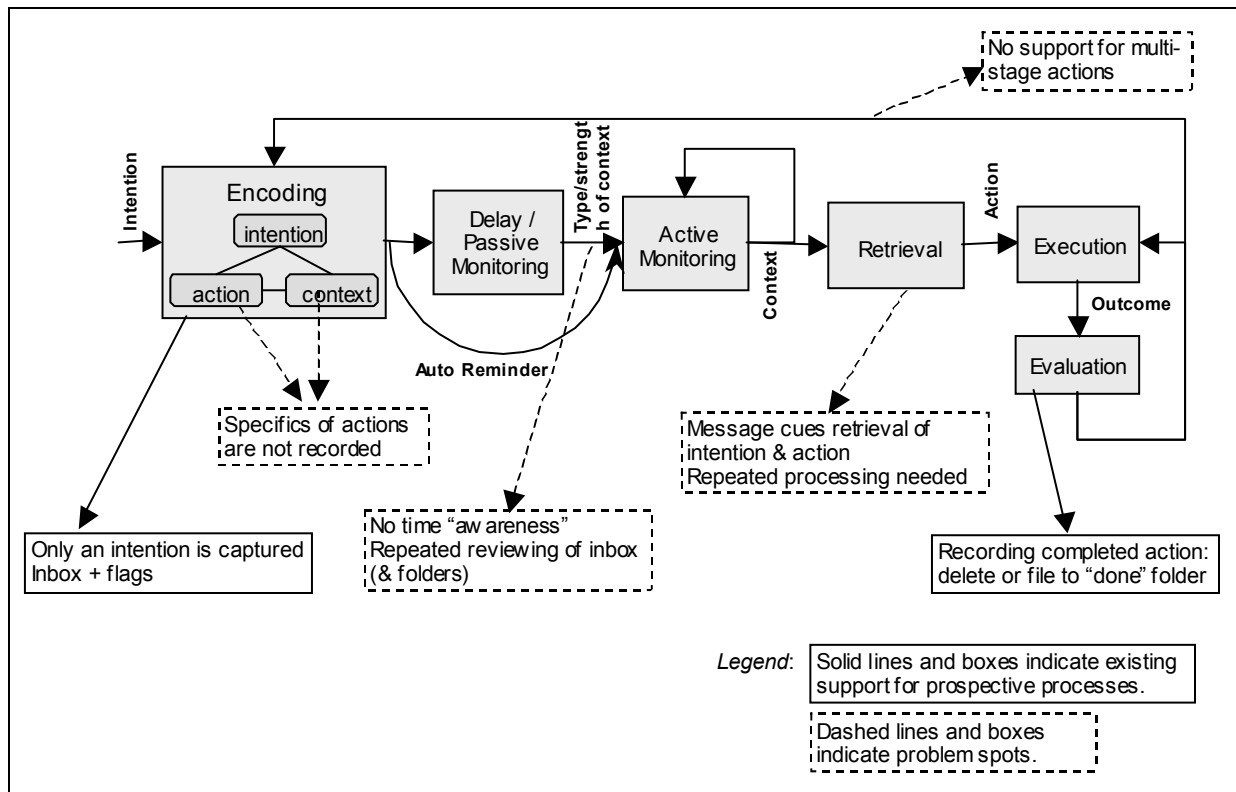 No support for multi-
stage actions
Intention
Encoding
intention
action
context
Delay /
Passive
Monitoring
Type/strengt
h of context
Active
Monitoring
Context
Retrieval
Action
Execution
Outcome
Evaluation
Auto Reminder
Specifics of actions
are not recorded
Message cues retrieval of
intention & action
Repeated processing needed
Only an intention is captured
Inbox + flags
No time “awareness”
Repeated reviewing of inbox
(& folders)
Recording completed action:
delete or file to “done” folder
Legend:
Solid lines and boxes indicate existing
support for prospective processes.
Dashed lines and boxes
indicate problem spots.